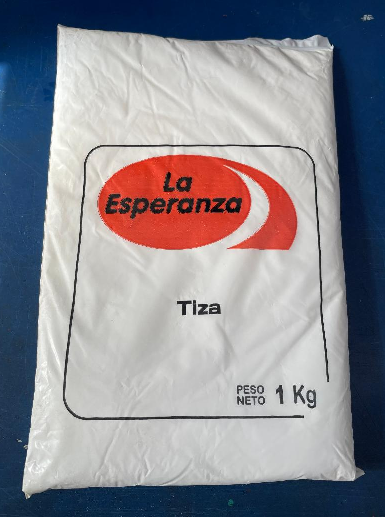 La
Esperanza
Tiza
PESO
NETO 1 Kg